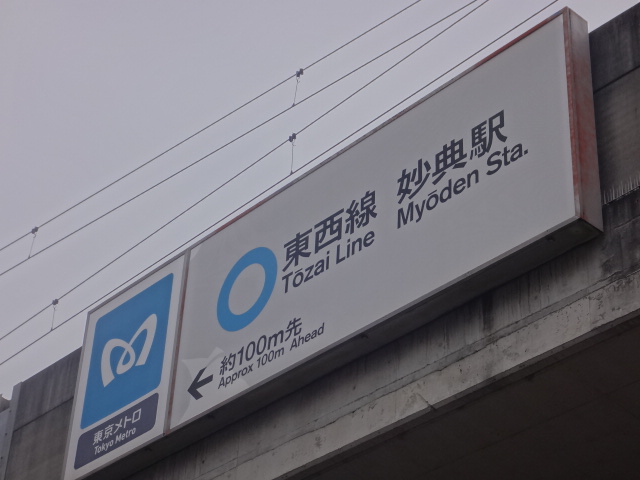 東西線 妙典駅
Tōzai Line Myōden Sta.
← 約100m先
Approx 100m Ahead
東京メトロ
Tokyo Metro